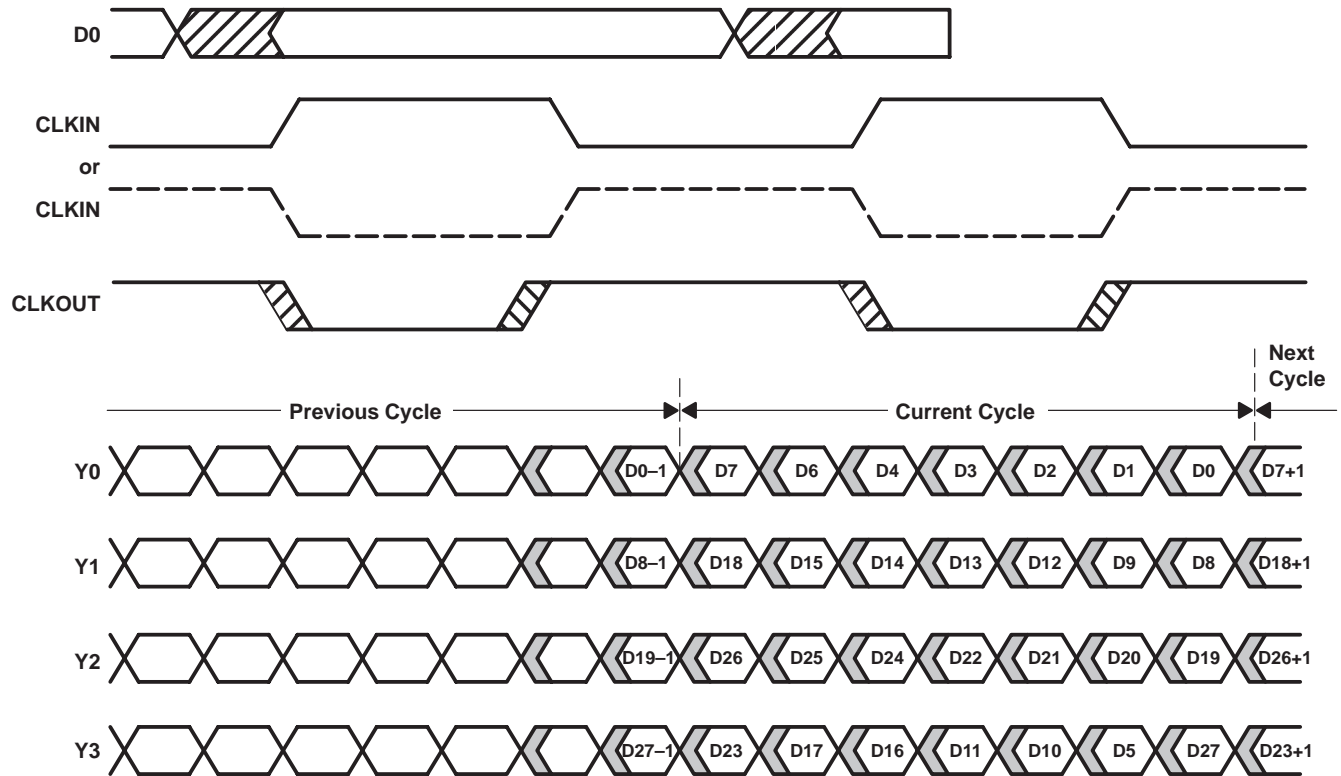 D0
CLKIN
or
CLKIN
CLKOUT
Next
Cycle
Previous Cycle
Current Cycle
Y0 D0–1 D7 D6 D4 D3 D2 D1 D0 D7+1
Y1 D8–1 D18 D15 D14 D13 D12 D9 D8 D18+1
Y2 D19–1 D26 D25 D24 D22 D21 D20 D19 D26+1
Y3 D27–1 D23 D17 D16 D11 D10 D5 D27 D23+1